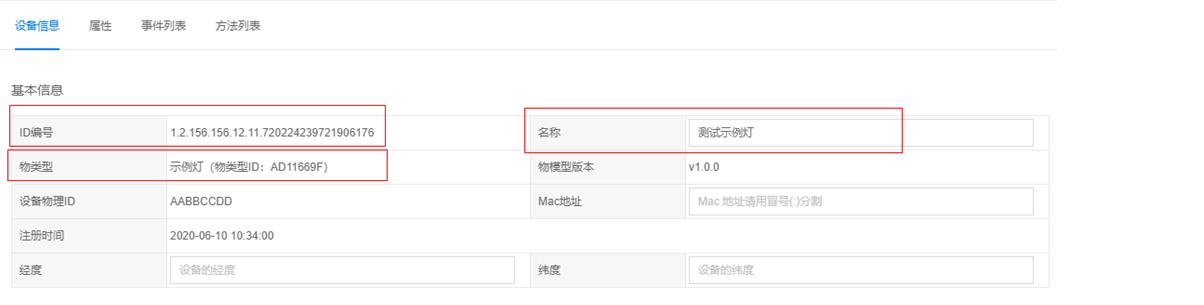 设备信息 属性 事件列表 方法列表
基本信息
ID编号 1.2.156.156.12.11.720224239721906176 名称 测试示例灯
物类型 示例灯（物类型ID：AD11669F） 物模型版本 v1.0.0
设备物理ID AABBCCDD Mac地址 Mac 地址请用冒号(:)分割
注册时间 2020-06-10 10:34:00
经度 设备的经度 纬度 设备的纬度